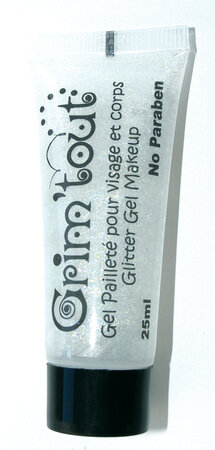 Grim'tout
Gel Pailleté pour visage et corps
Glitter Gel Makeup
25ml No Paraben